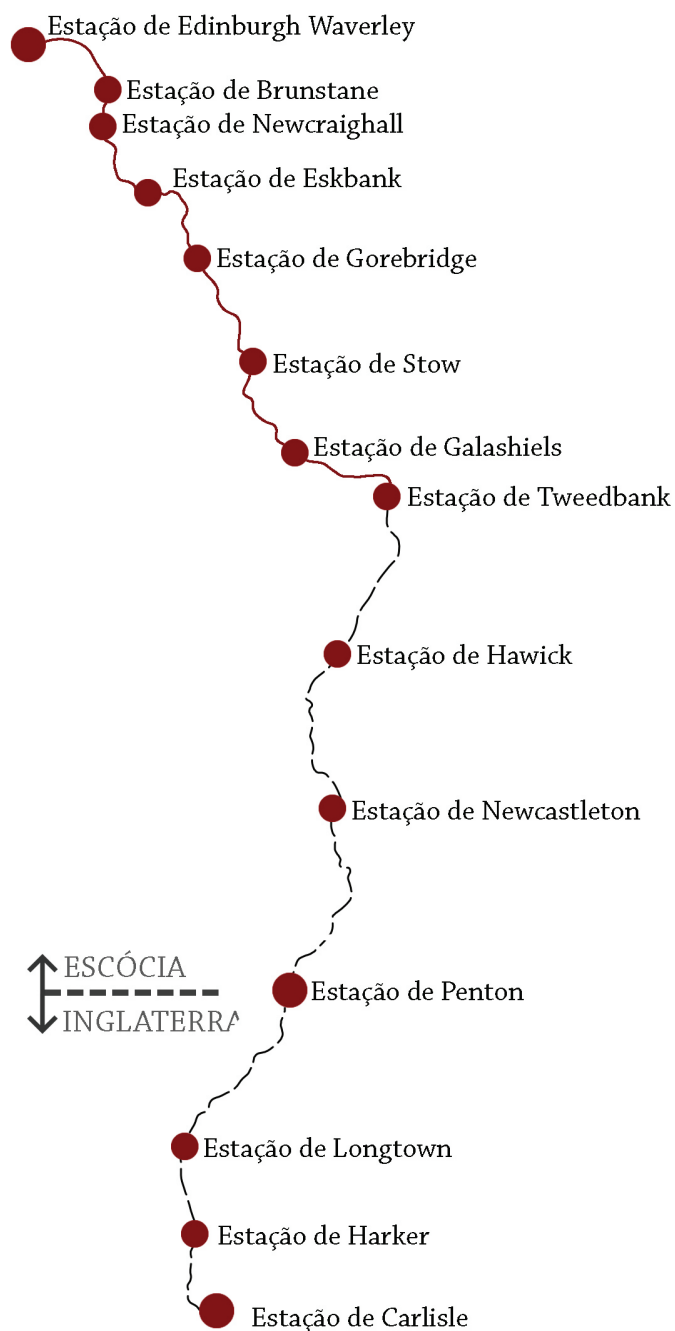 Estação de Edinburgh Waverley
Estação de Brunstane
Estação de Newcraighall
Estação de Eskbank
Estação de Gorebridge
Estação de Stow
Estação de Galashiels
Estação de Tweedbank
Estação de Hawick
Estação de Newcastleton
ESCÓCIA
Estação de Penton
INGLATERRA
Estação de Longtown
Estação de Harker
Estação de Carlisle